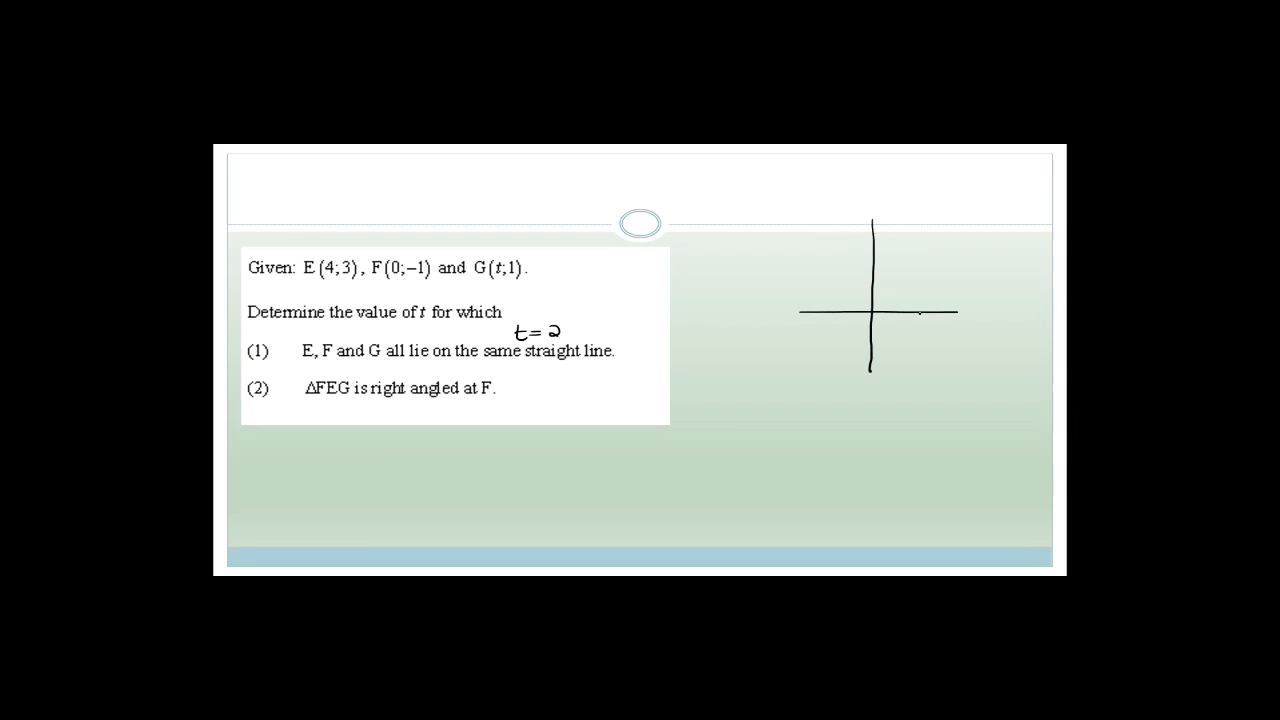 Given: E(4;3), F(0;−1) and G(t;1).
Determine the value of t for which
t = 2
(1) E, F and G all lie on the same straight line.
(2) ΔFEG is right angled at F.